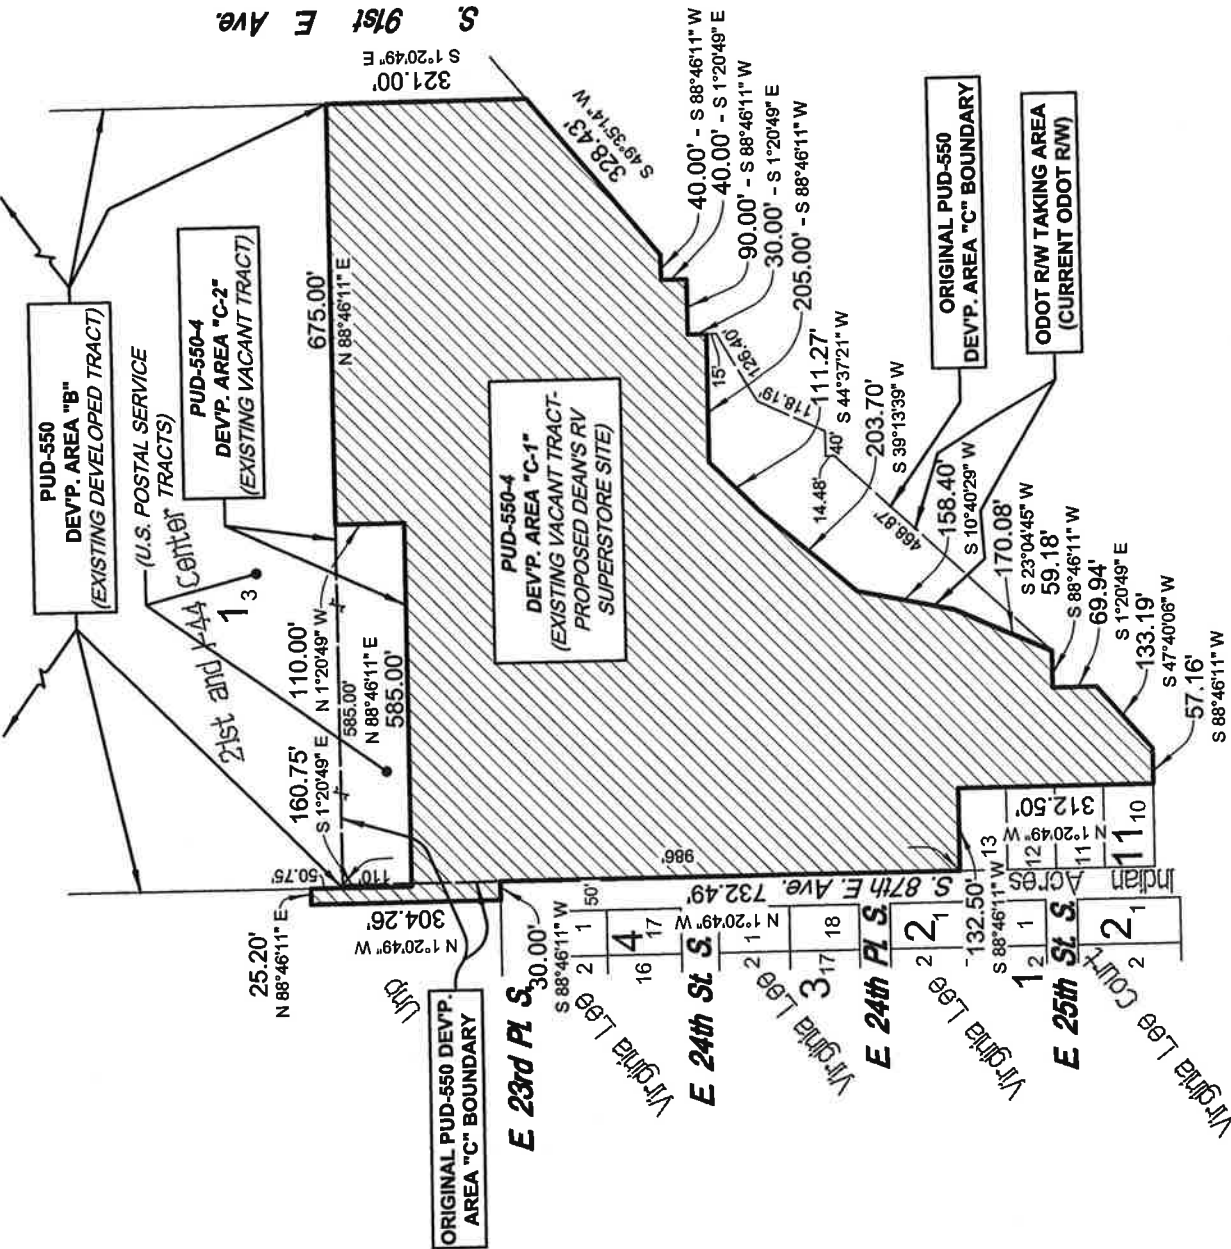 S. 91st E. Ave.
321.00'
S 1°20'49" E
PUD-550
DEV'P. AREA "B"
(EXISTING DEVELOPED TRACT)
(U.S. POSTAL SERVICE
TRACTS)
PUD-550-4
DEV'P. AREA "C-2"
(EXISTING VACANT TRACT)
21st and I-44 Center
1
3
675.00'
N 88°46'11" E
328.43'
S 49°35'14" W
40.00' - S 88°46'11" W
40.00' - S 1°20'49" E
90.00' - S 88°46'11" W
30.00' - S 1°20'49" E
205.00' - S 88°46'11" W
PUD-550-4
DEV'P. AREA "C-1"
(EXISTING VACANT TRACT-
PROPOSED DEAN'S RV
SUPERSTORE SITE)
15'
126.40'
118.19'
40'
14.48'
468.87'
ORIGINAL PUD-550
DEV'P. AREA "C" BOUNDARY
ODOT R/W TAKING AREA
(CURRENT ODOT R/W)
111.27'
S 44°37'21" W
203.70'
S 39°13'39" W
158.40'
S 10°40'29" W
170.08'
S 23°04'45" W
59.18'
S 88°46'11" W
69.94'
S 1°20'49" E
133.19'
S 47°40'06" W
57.16'
S 88°46'11" W
110.00'
N 1°20'49" W
585.00'
N 88°46'11" E
585.00'
160.75'
S 1°20'49" E
50.75'
110'
25.20'
N 88°46'11" E
304.26'
N 1°20'49" W
Unp
ORIGINAL PUD-550 DEV'P.
AREA "C" BOUNDARY
30.00'
S 88°46'11" W
50'
E. 23rd Pl. S.
986'
S. 87th E. Ave.
732.49'
N 1°20'49" W
2
1
4
16
17
Virginia Lee
E. 24th St. S.
2
1
3
17
18
Virginia Lee
E. 24th Pl. S.
2
2
1
Virginia Lee
132.50'
S 88°46'11" W
312.50'
N 1°20'49" W
13
12
11
1
10
Indian Acres
1
2
1
E. 25th St. S.
2
2
1
Virginia Lee Court